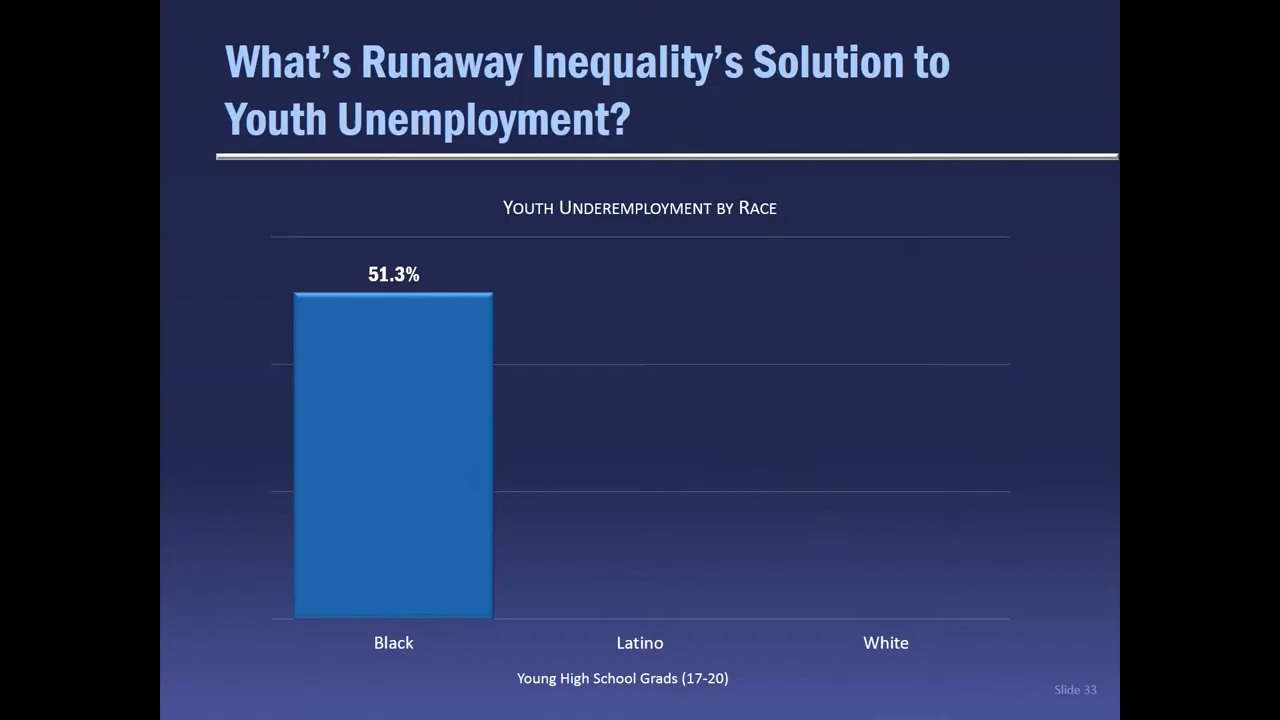 What’s Runaway Inequality’s Solution to
Youth Unemployment?
Youth Underemployment by Race
51.3%
Black Latino White
Young High School Grads (17-20)
Slide 33